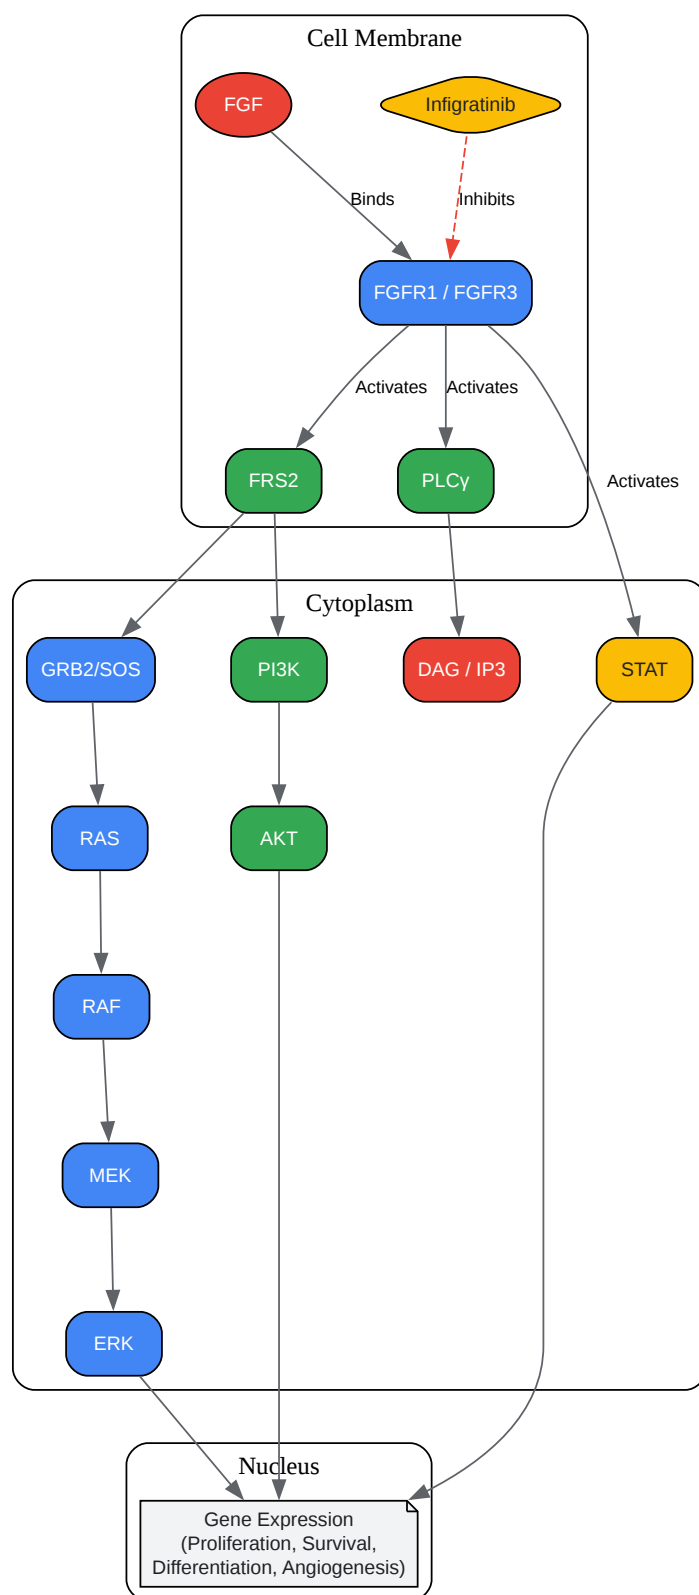 Cell Membrane
FGF
Infigratinib
Binds
Inhibits
FGFR1 / FGFR3
Activates
Activates
FRS2
PLCγ
Activates
Cytoplasm
GRB2/SOS
PI3K
DAG / IP3
STAT
RAS
AKT
RAF
MEK
ERK
Nucleus
Gene Expression
(Proliferation, Survival,
Differentiation, Angiogenesis)